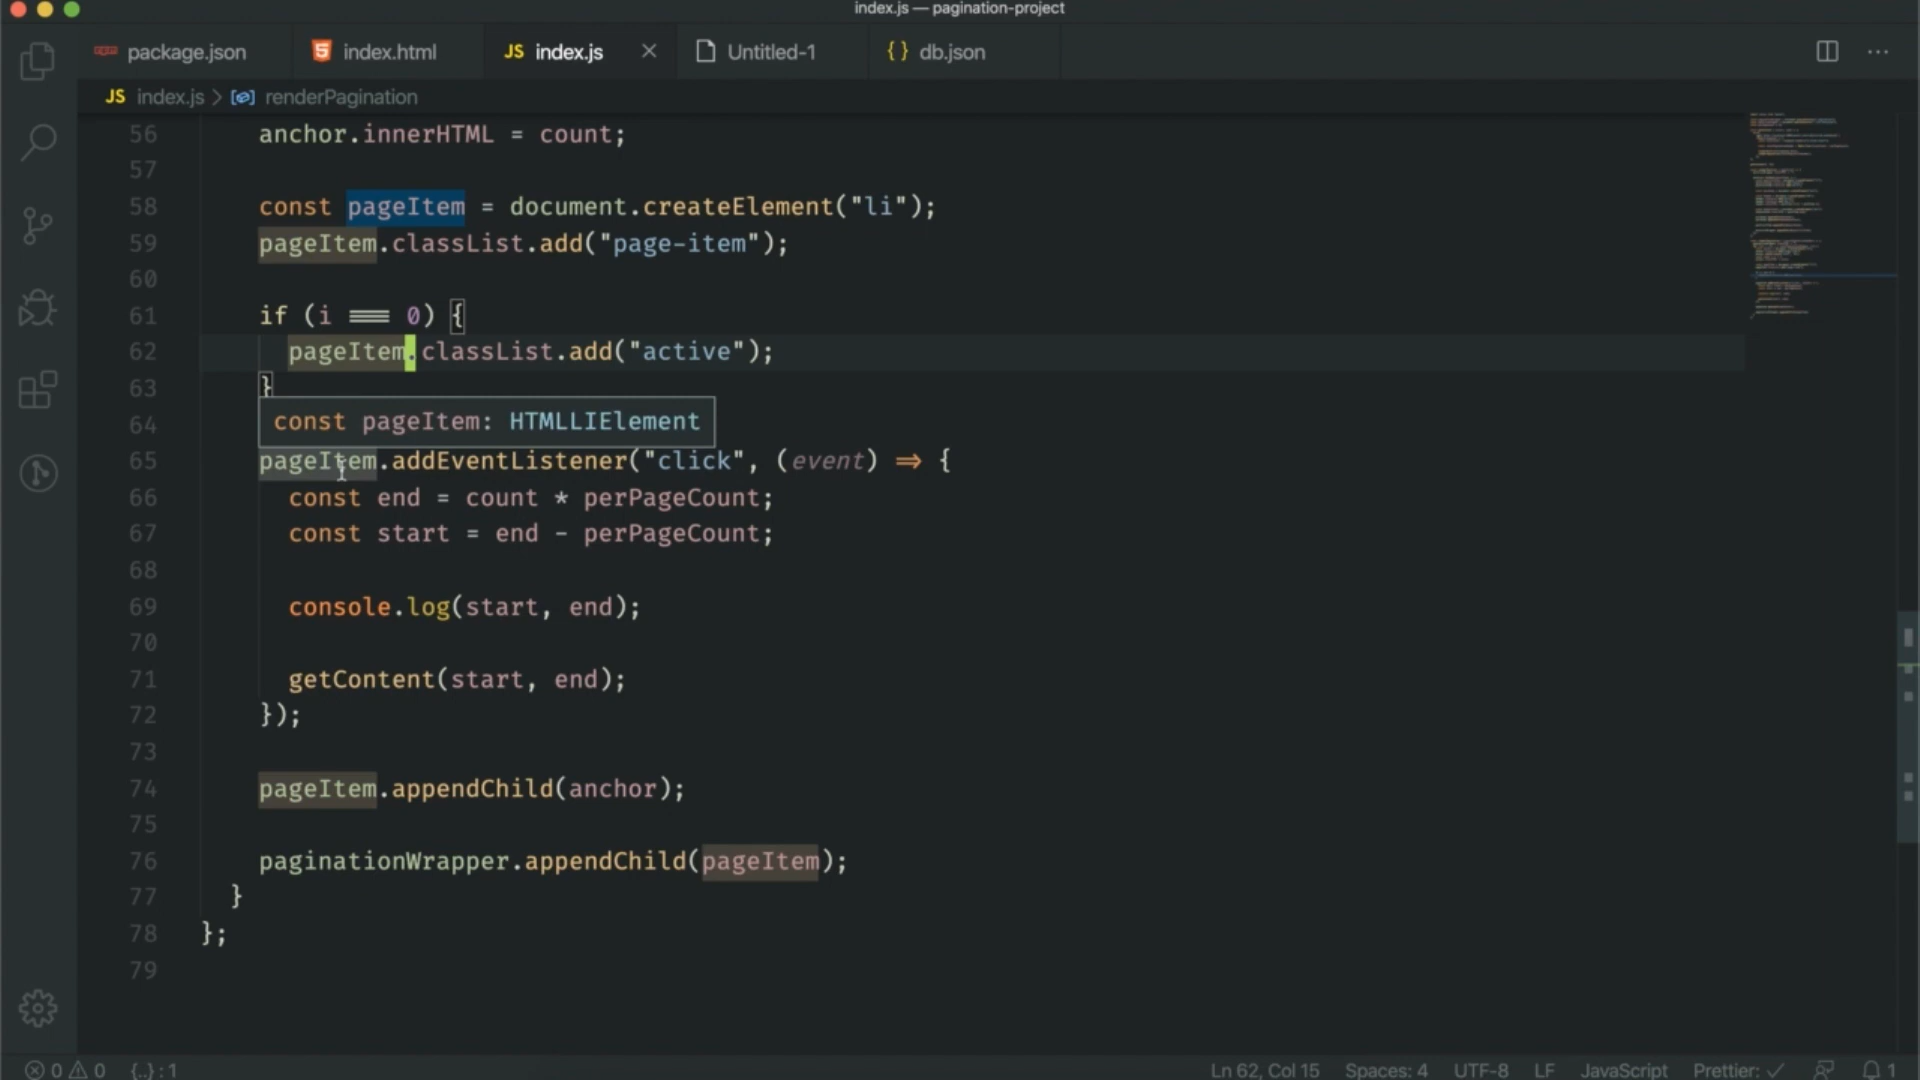 index.js — pagination-project
package.json
index.html
JS index.js
Untitled-1
{ } db.json
JS index.js > renderPagination
56 anchor.innerHTML = count;
57
58 const pageItem = document.createElement("li");
59 pageItem.classList.add("page-item");
60
61 if (i === 0) {
62 pageItem.classList.add("active");
63 }
64 const pageItem: HTMLLIElement
65 pageItem.addEventListener("click", (event) => {
66 const end = count * perPageCount;
67 const start = end - perPageCount;
68
69 console.log(start, end);
70
71 getContent(start, end);
72 });
73
74 pageItem.appendChild(anchor);
75
76 paginationWrapper.appendChild(pageItem);
77 }
78 };
79
0 0 {..} : 1 Ln 62, Col 15 Spaces: 4 UTF-8 LF JavaScript Prettier: ✓ 1